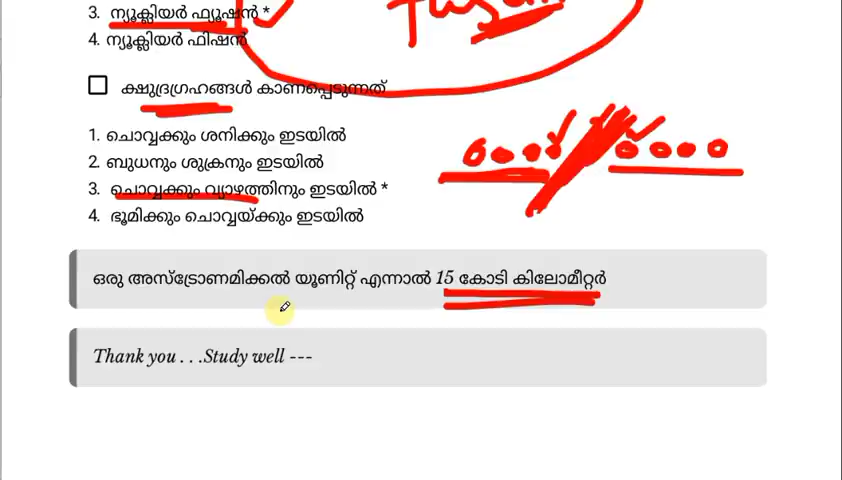 3. ന്യൂക്ലിയർ ഫ്യൂഷൻ *
4. ന്യൂക്ലിയർ ഫിഷൻ
ക്ഷുദ്രഗ്രഹങ്ങൾ കാണപ്പെടുന്നത്
1. ചൊവ്വക്കും ശനിക്കും ഇടയിൽ
2. ബുധനും ശുക്രനും ഇടയിൽ
3. ചൊവ്വക്കും വ്യാഴത്തിനും ഇടയിൽ *
4. ഭൂമിക്കും ചൊവ്വയ്ക്കും ഇടയിൽ
ഒരു അസ്ട്രോണമിക്കൽ യൂണിറ്റ് എന്നാൽ 15 കോടി കിലോമീറ്റർ
Thank you . . .Study well ---